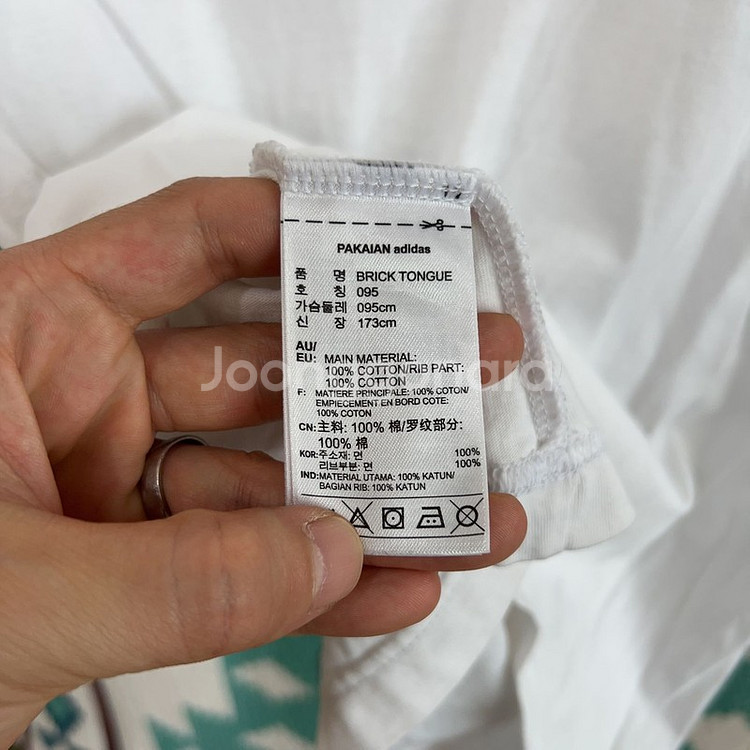 PAKAIAN adidas
품 명 BRICK TONGUE
호 칭 095
가슴둘레 095cm
신 장 173cm
AU/
EU: MAIN MATERIAL:
100% COTTON/RIB PART:
100% COTTON
F: MATIERE PRINCIPALE: 100% COTON/
EMPIECEMENT EN BORD COTE:
100% COTON
CN:主料: 100% 棉/罗纹部分:
100% 棉
KOR:주소재: 면 100%
리브부분: 면 100%
IND:MATERIAL UTAMA: 100% KATUN/
BAGIAN RIB: 100% KATUN